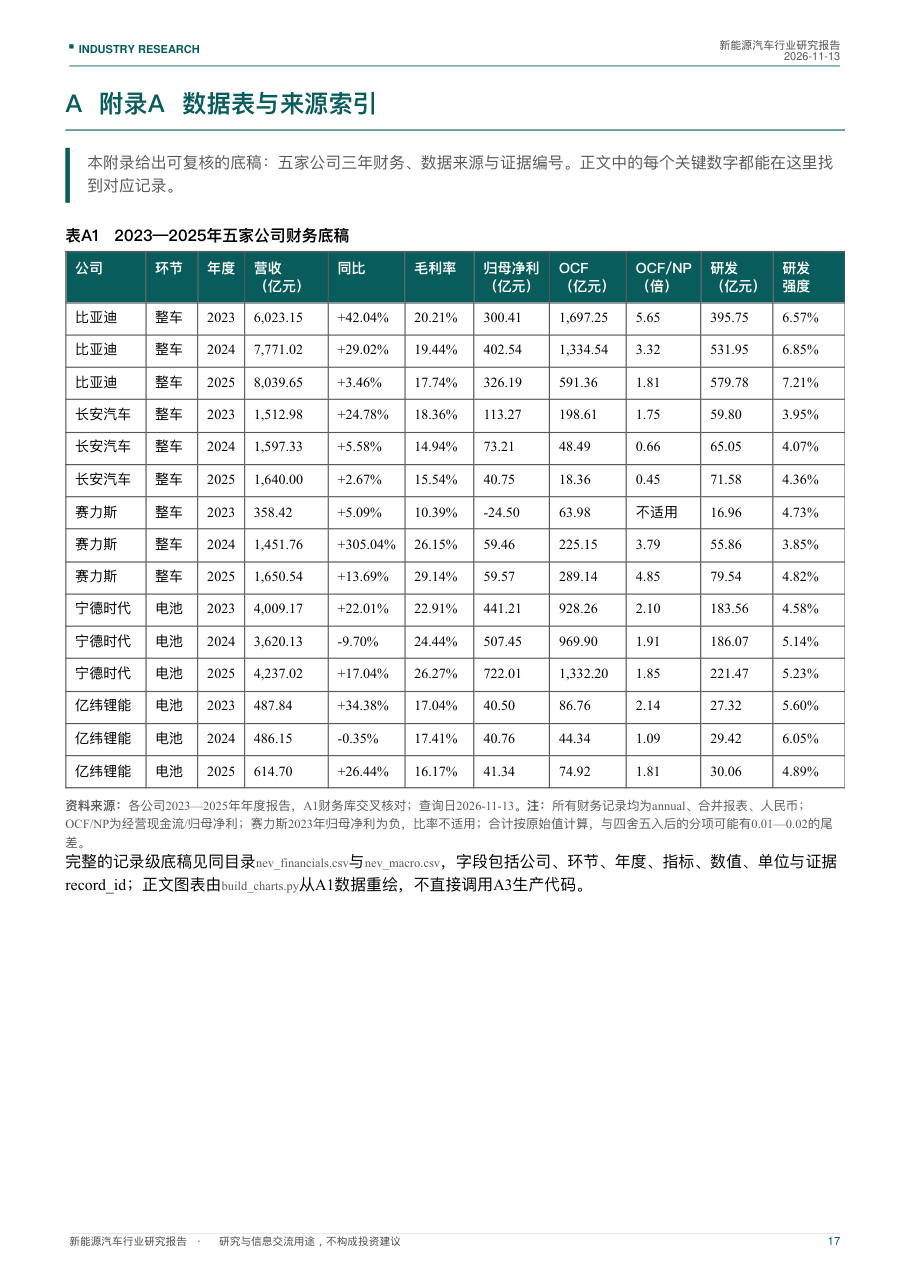 INDUSTRY RESEARCH
新能源汽车行业研究报告
2026-11-13
A 附录A 数据表与来源索引
本附录给出可复核的底稿：五家公司三年财务、数据来源与证据编号。正文中的每个关键数字都能在这里找
到对应记录。
表A1 2023—2025年五家公司财务底稿
公司 环节 年度 营收（亿元） 同比 毛利率 归母净利（亿元） OCF（亿元） OCF/NP（倍） 研发（亿元） 研发强度
比亚迪 整车 2023 6,023.15 +42.04% 20.21% 300.41 1,697.25 5.65 395.75 6.57%
比亚迪 整车 2024 7,771.02 +29.02% 19.44% 402.54 1,334.54 3.32 531.95 6.85%
比亚迪 整车 2025 8,039.65 +3.46% 17.74% 326.19 591.36 1.81 579.78 7.21%
长安汽车 整车 2023 1,512.98 +24.78% 18.36% 113.27 198.61 1.75 59.80 3.95%
长安汽车 整车 2024 1,597.33 +5.58% 14.94% 73.21 48.49 0.66 65.05 4.07%
长安汽车 整车 2025 1,640.00 +2.67% 15.54% 40.75 18.36 0.45 71.58 4.36%
赛力斯 整车 2023 358.42 +5.09% 10.39% -24.50 63.98 不适用 16.96 4.73%
赛力斯 整车 2024 1,451.76 +305.04% 26.15% 59.46 225.15 3.79 55.86 3.85%
赛力斯 整车 2025 1,650.54 +13.69% 29.14% 59.57 289.14 4.85 79.54 4.82%
宁德时代 电池 2023 4,009.17 +22.01% 22.91% 441.21 928.26 2.10 183.56 4.58%
宁德时代 电池 2024 3,620.13 -9.70% 24.44% 507.45 969.90 1.91 186.07 5.14%
宁德时代 电池 2025 4,237.02 +17.04% 26.27% 722.01 1,332.20 1.85 221.47 5.23%
亿纬锂能 电池 2023 487.84 +34.38% 17.04% 40.50 86.76 2.14 27.32 5.60%
亿纬锂能 电池 2024 486.15 -0.35% 17.41% 40.76 44.34 1.09 29.42 6.05%
亿纬锂能 电池 2025 614.70 +26.44% 16.17% 41.34 74.92 1.81 30.06 4.89%
资料来源：各公司2023—2025年年度报告，A1财务库交叉核对；查询日2026-11-13。注：所有财务记录均为annual、合并报表、人民币；
OCF/NP为经营现金流/归母净利；赛力斯2023年归母净利为负，比率不适用；合计按原始值计算，与四舍五入后的分项可能有0.01—0.02的尾
差。
完整的记录级底稿见同目录nev_financials.csv与nev_macro.csv，字段包括公司、环节、年度、指标、数值、单位与证据
record_id；正文图表由build_charts.py从A1数据重绘，不直接调用A3生产代码。
新能源汽车行业研究报告 · 研究与信息交流用途，不构成投资建议
17